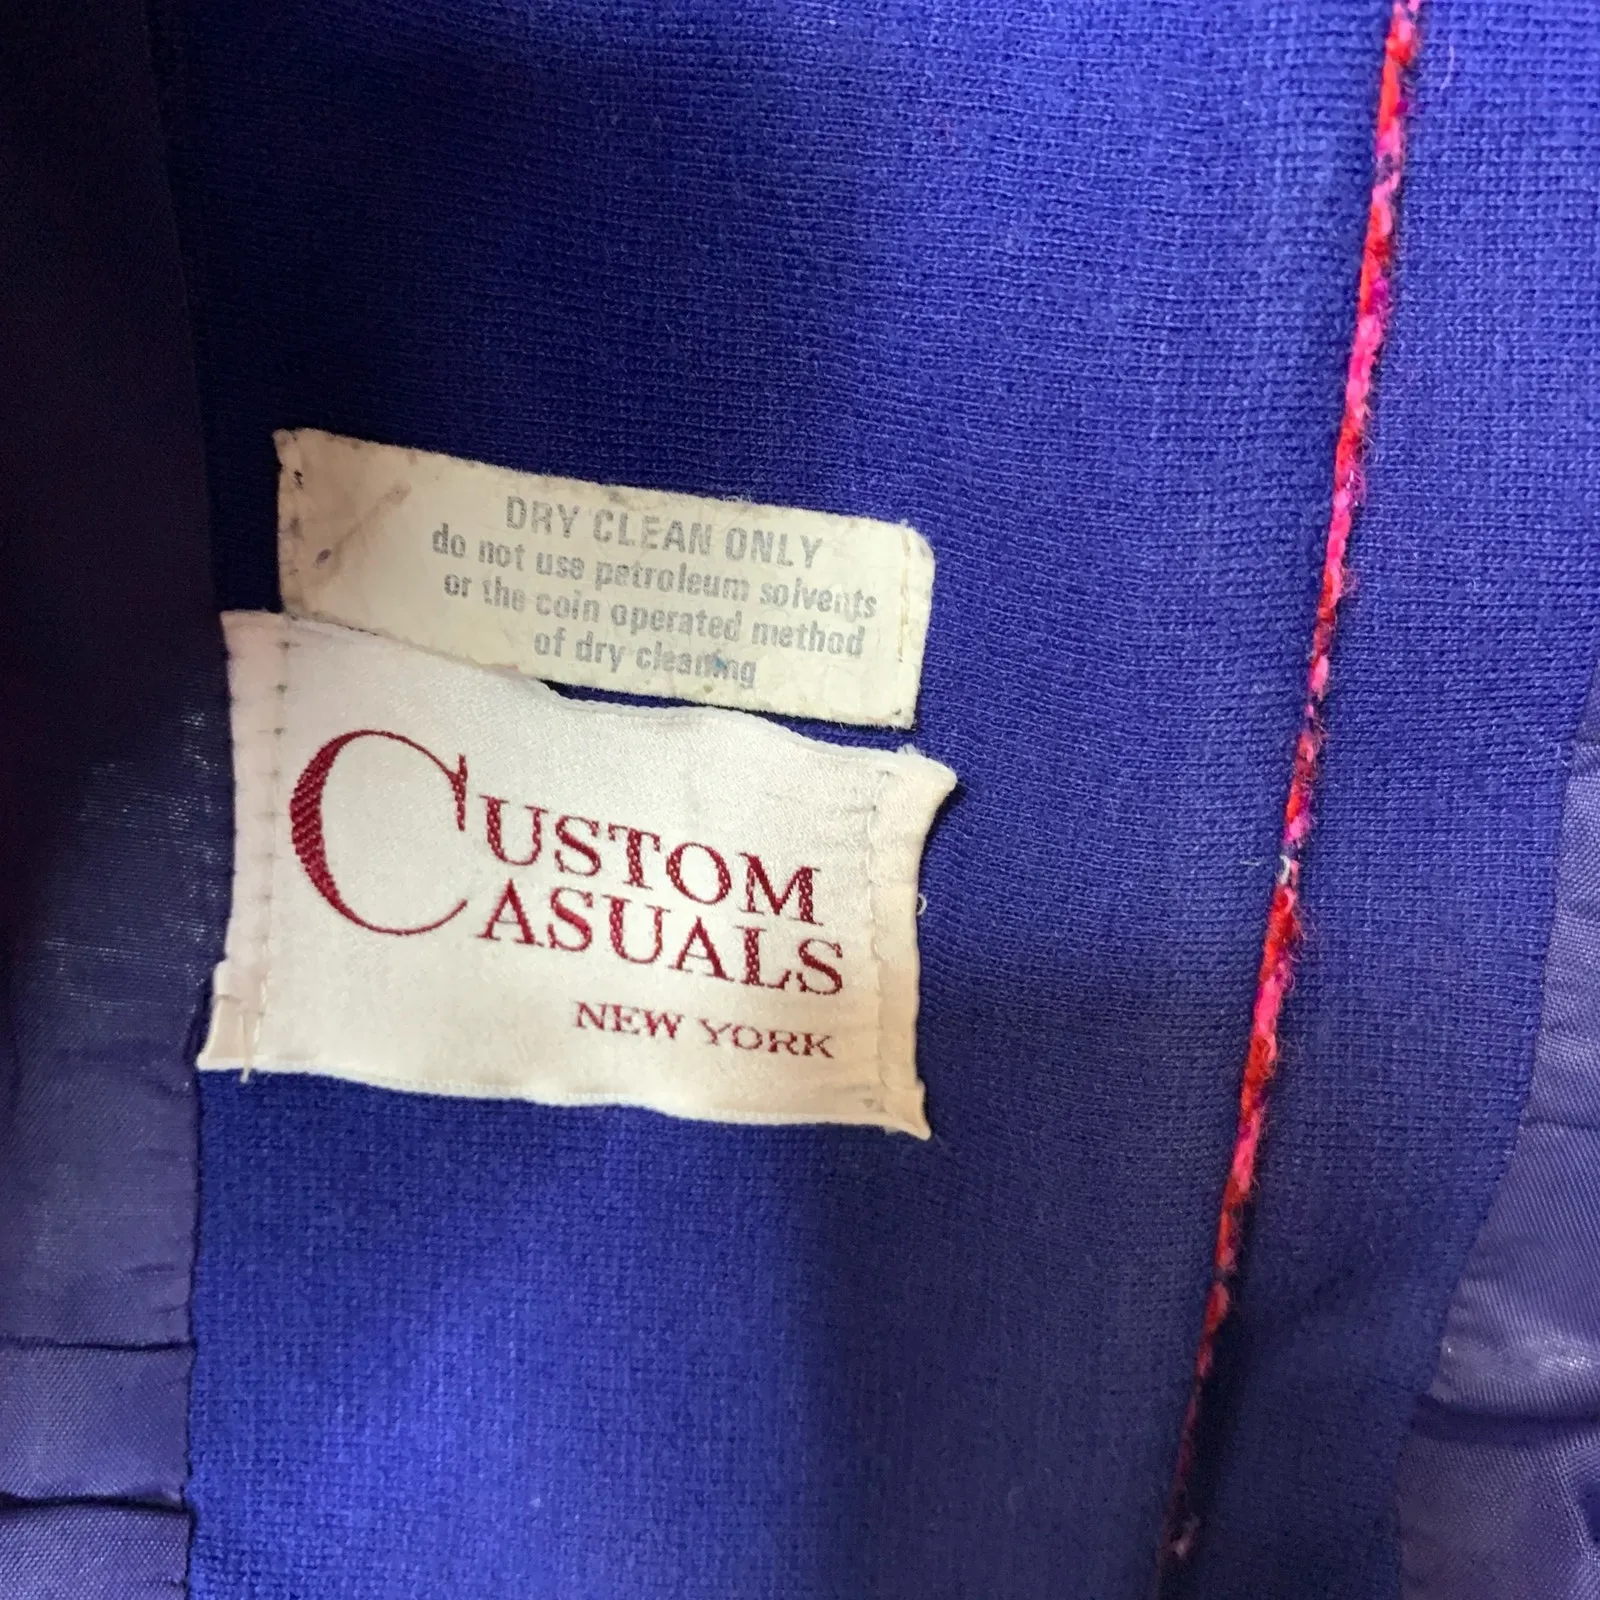 DRY CLEAN ONLY
do not use petroleum solvents
or the coin operated method
of dry cleaning
CUSTOM
CASUALS
NEW YORK